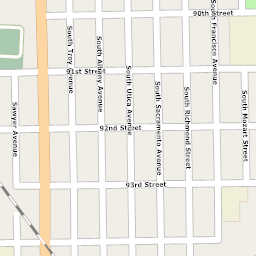 90th Street
South Francisco Avenue
South Troy Avenue
South Albany Avenue
91st Street
South Utica Avenue
South Sacramento Avenue
South Richmond Street
South Mozart Street
Sawyer Avenue
92nd Street
93rd Street